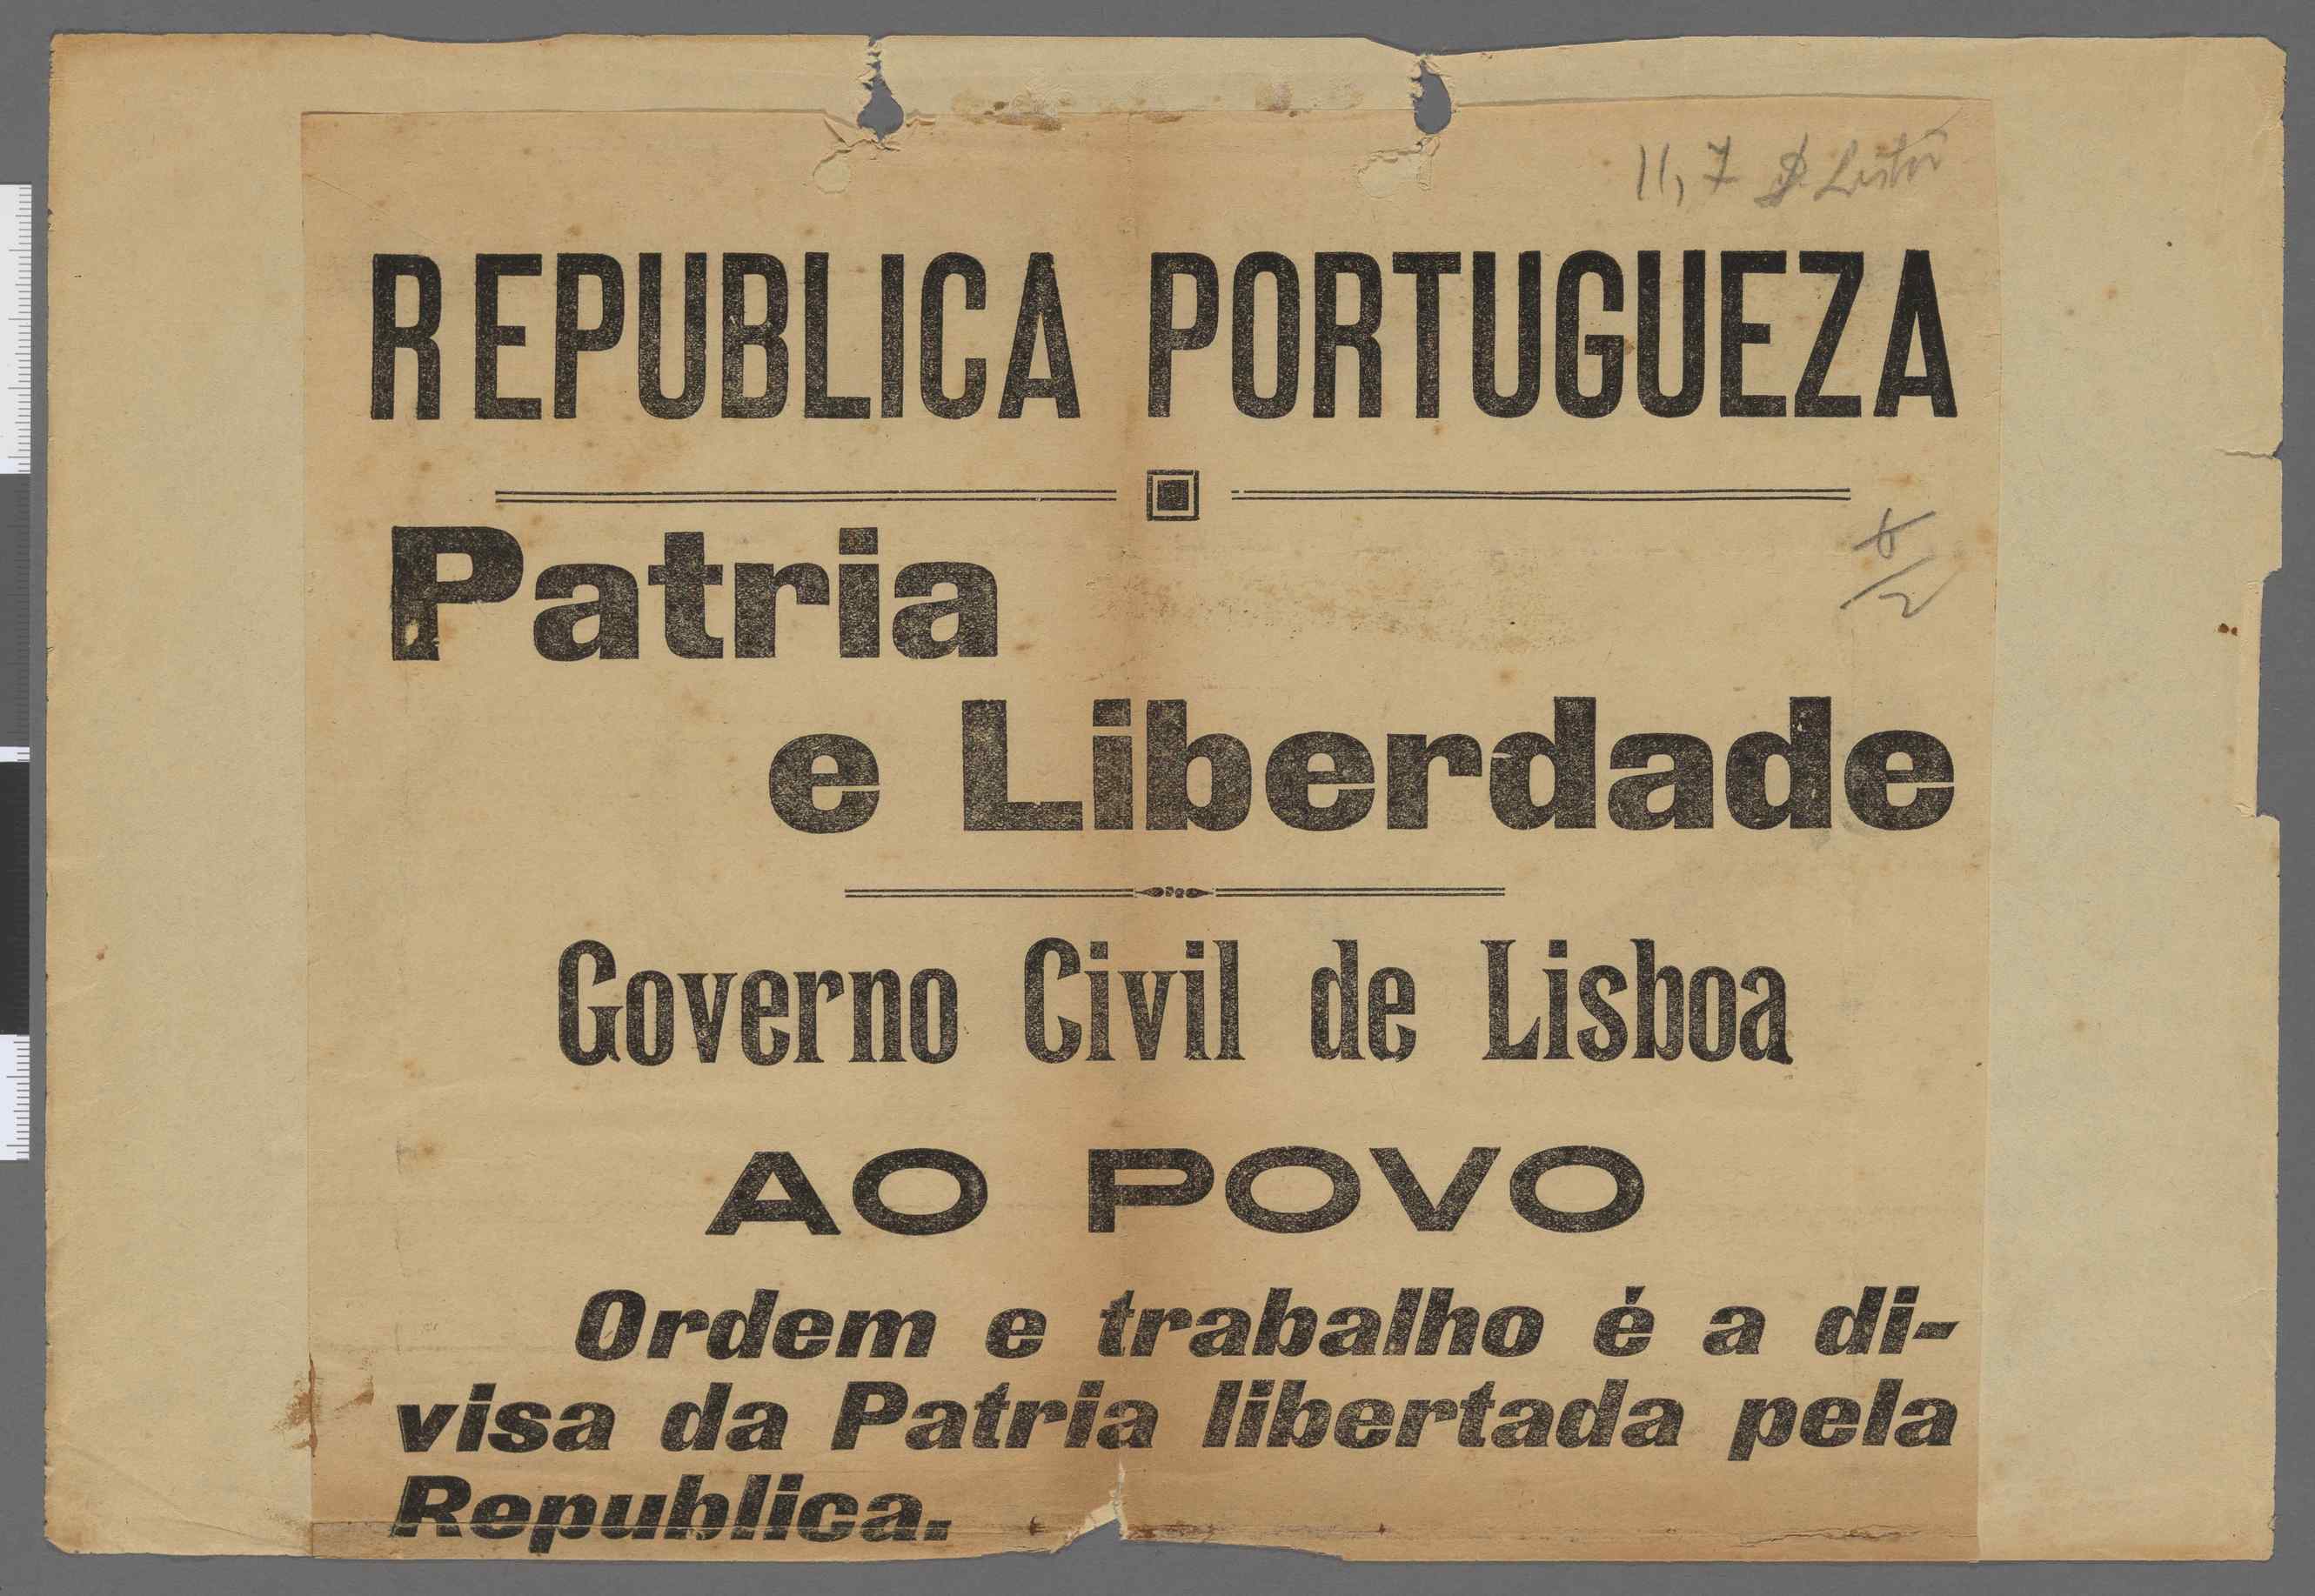 11,7
REPUBLICA PORTUGUEZA
Patria
e Liberdade
Governo Civil de Lisboa
AO POVO
Ordem e trabalho é a di-
visa da Patria libertada pela
Republica.